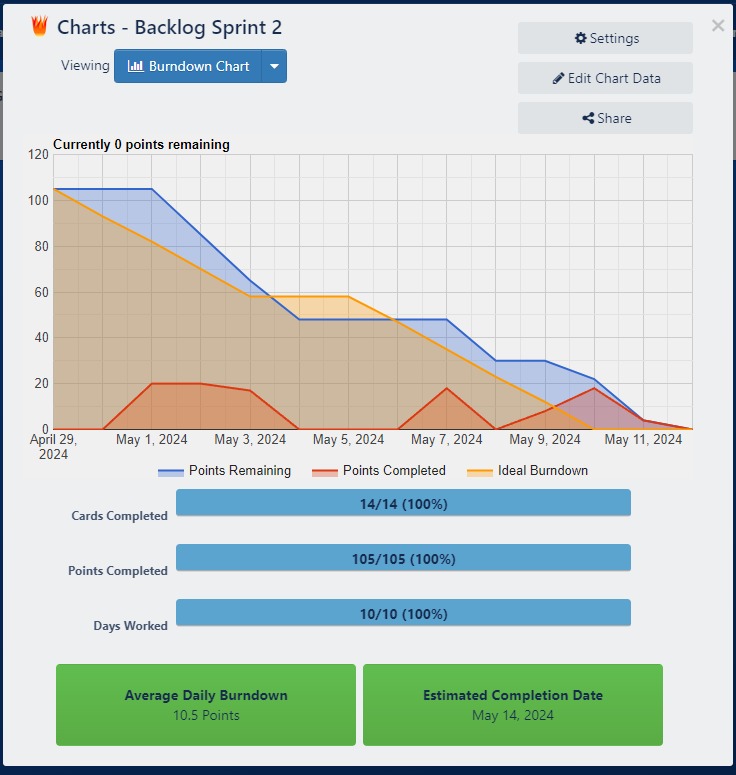 Charts - Backlog Sprint 2
×
Viewing
Burndown Chart
Settings
Edit Chart Data
Share
Currently 0 points remaining
120
100
80
60
40
20
0
April 29,
2024
May 1, 2024
May 3, 2024
May 5, 2024
May 7, 2024
May 9, 2024
May 11, 2024
Points Remaining
Points Completed
Ideal Burndown
Cards Completed
14/14 (100%)
Points Completed
105/105 (100%)
Days Worked
10/10 (100%)
Average Daily Burndown
10.5 Points
Estimated Completion Date
May 14, 2024